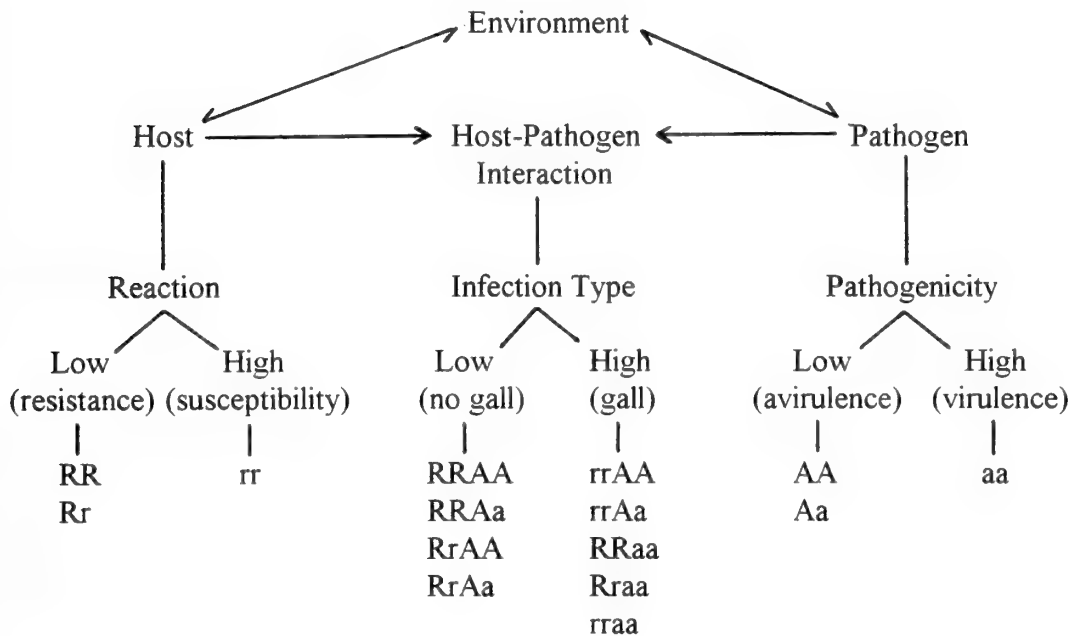 Environment
Host Host-Pathogen Pathogen
Interaction
Reaction Infection Type Pathogenicity
Low High Low High Low High
(resistance) (susceptibility) (no gall) (gall) (avirulence) (virulence)
RR rr RRAA rrAA AA aa
Rr RRAa rrAa Aa
RrAA RRaa
RrAa Rraa
rraa